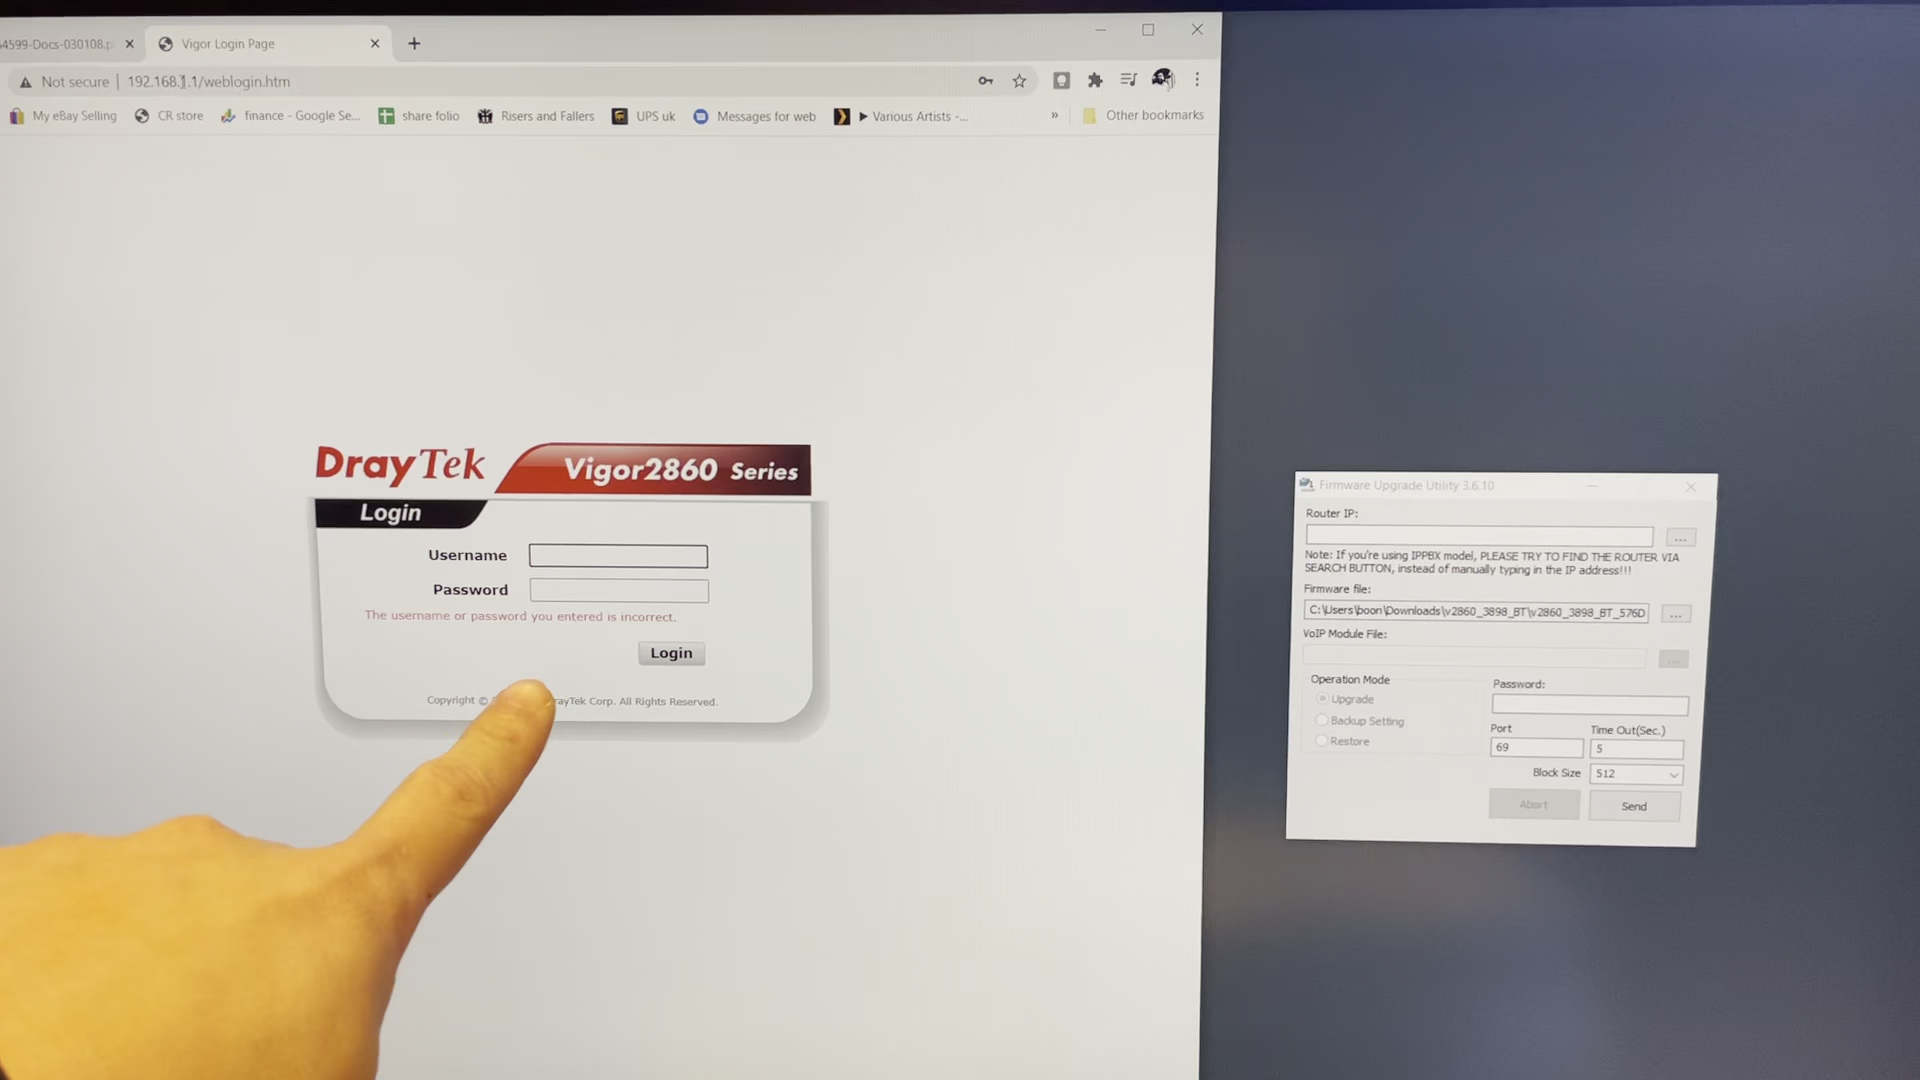 4599-Docs-030108.p
Vigor Login Page
Not secure | 192.168.1.1/weblogin.htm
My eBay Selling
CR store
finance - Google Se...
share folio
Risers and Fallers
UPS uk
Messages for web
Various Artists -...
»
Other bookmarks
DrayTek
Vigor2860 Series
Login
Username
Password
The username or password you entered is incorrect.
Login
Copyright ©
rayTek Corp. All Rights Reserved.
Firmware Upgrade Utility 3.6.10
Router IP:
...
Note: If you're using IPPBX model, PLEASE TRY TO FIND THE ROUTER VIA
SEARCH BUTTON, instead of manually typing in the IP address!!!
Firmware file:
C:\Users\boon\Downloads\v2860_3898_BT\v2860_3898_BT_576D
...
VoIP Module File:
...
Operation Mode
Upgrade
Backup Setting
Restore
Password:
Port
Time Out(Sec.)
69
5
Block Size
512
Abort
Send